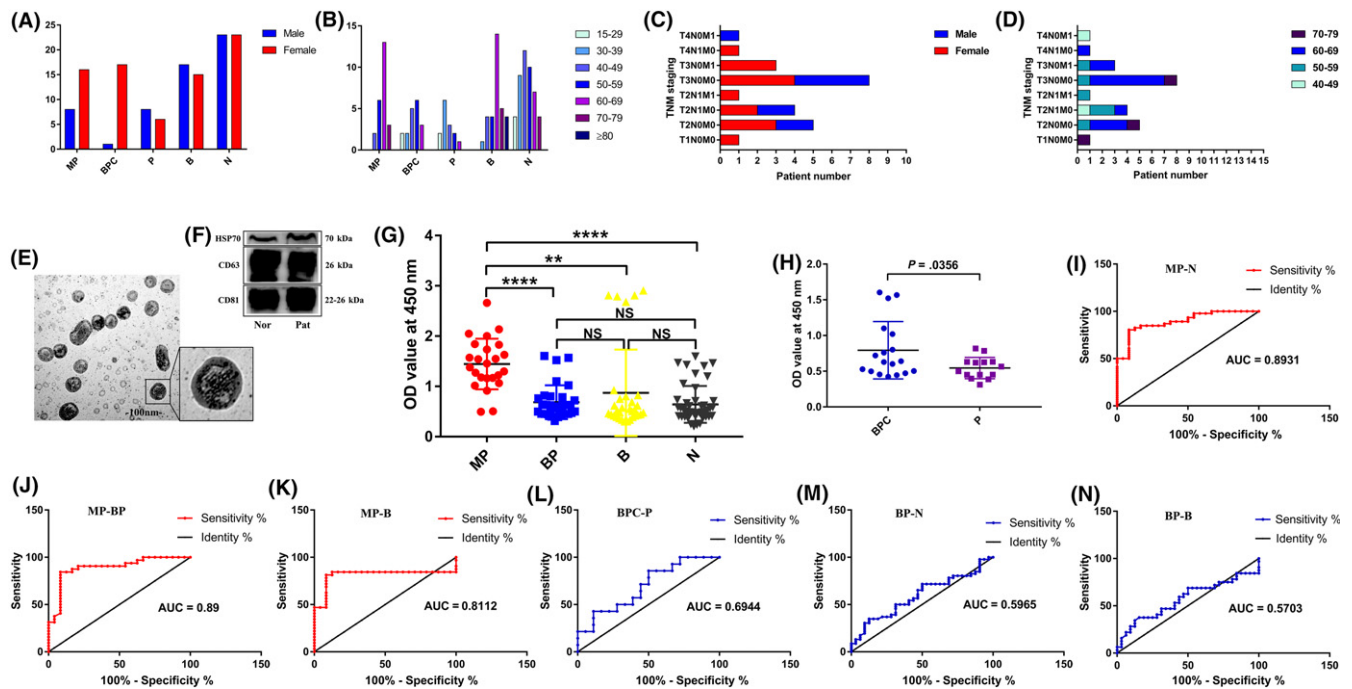 (A)
25
20
15
10
5
0
Male
Female
MP
BPC
P
B
N
(B)
15
10
5
0
15-29
30-39
40-49
50-59
60-69
70-79
≥80
MP
BPC
P
B
N
(C)
TNM staging
T4N0M1
T4N1M0
T3N0M1
T3N0M0
T2N1M1
T2N1M0
T2N0M0
T1N0M0
Male
Female
0 1 2 3 4 5 6 7 8 9 10
Patient number
(D)
TNM staging
T4N0M1
T4N1M0
T3N0M1
T3N0M0
T2N1M1
T2N1M0
T2N0M0
T1N0M0
70-79
60-69
50-59
40-49
0 1 2 3 4 5 6 7 8 9 10 11 12 13 14 15
Patient number
(E)
-100nm-
(F)
HSP70 70 kDa
CD63 26 kDa
CD81 22-26 kDa
Nor Pat
(G)
OD value at 450 nm
4
3
2
1
0
****
**
****
NS
NS
NS
MP
BP
B
N
(H)
OD value at 450 nm
2.0
1.5
1.0
0.5
0.0
P = .0356
BPC
P
(I)
MP-N
Sensitivity
150
100
50
0
Sensitivity %
Identity %
AUC = 0.8931
0 50 100 150
100% - Specificity %
(J)
MP-BP
Sensitivity
150
100
50
0
Sensitivity %
Identity %
AUC = 0.89
0 50 100 150
100% - Specificity %
(K)
MP-B
Sensitivity
150
100
50
0
Sensitivity %
Identity %
AUC = 0.8112
0 50 100 150
100% - Specificity %
(L)
BPC-P
Sensitivity
150
100
50
0
Sensitivity %
Identity %
AUC = 0.6944
0 50 100 150
100% - Specificity %
(M)
BP-N
Sensitivity
150
100
50
0
Sensitivity %
Identity %
AUC = 0.5965
0 50 100 150
100% - Specificity %
(N)
BP-B
Sensitivity
150
100
50
0
Sensitivity %
Identity %
AUC = 0.5703
0 50 100 150
100% - Specificity %